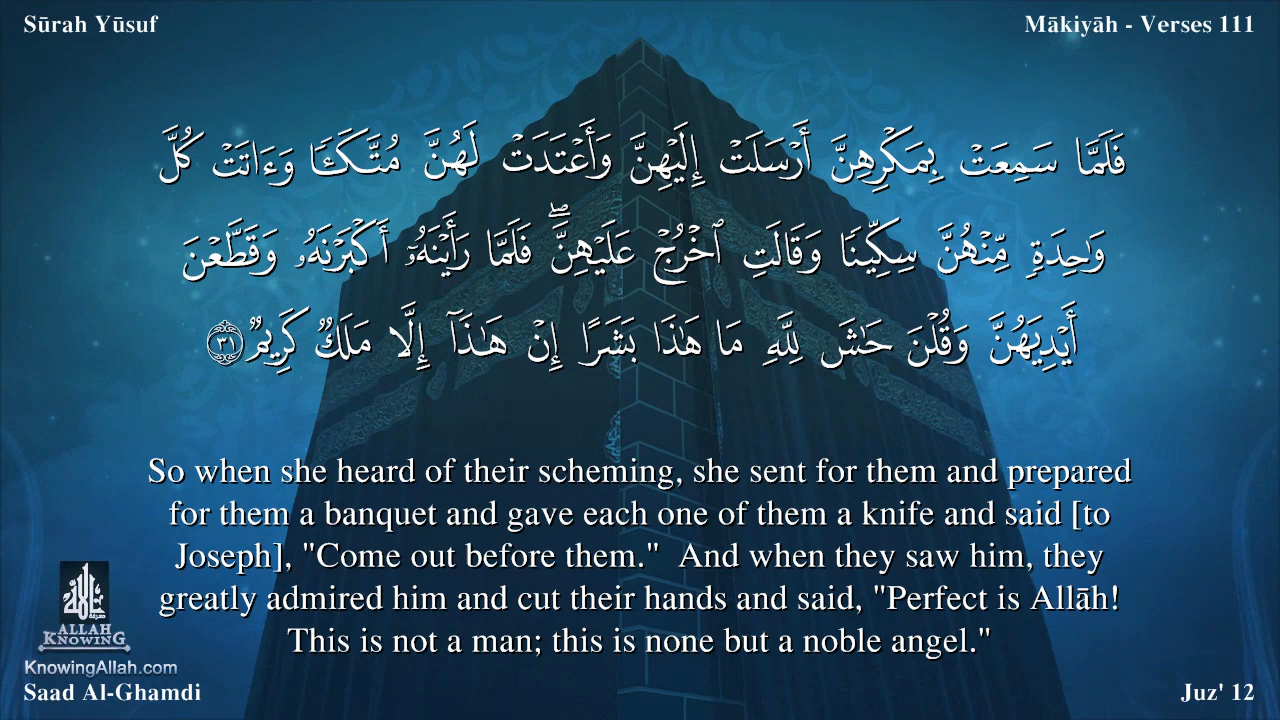 Sūrah Yūsuf
Mākiyāh - Verses 111
فَلَمَّا سَمِعَتْ بِمَكْرِهِنَّ أَرْسَلَتْ إِلَيْهِنَّ وَأَعْتَدَتْ لَهُنَّ مُتَّكَـًٔا وَءَاتَتْ كُلَّ
وَٰحِدَةٍ مِّنْهُنَّ سِكِّينًا وَقَالَتِ ٱخْرُجْ عَلَيْهِنَّ ۖ فَلَمَّا رَأَيْنَهُۥٓ أَكْبَرْنَهُۥ وَقَطَّعْنَ
أَيْدِيَهُنَّ وَقُلْنَ حَـٰشَ لِلَّهِ مَا هَـٰذَا بَشَرًا إِنْ هَـٰذَآ إِلَّا مَلَكٌ كَرِيمٌ ٣١
So when she heard of their scheming, she sent for them and prepared
for them a banquet and gave each one of them a knife and said [to
Joseph], "Come out before them."  And when they saw him, they
greatly admired him and cut their hands and said, "Perfect is Allāh!
This is not a man; this is none but a noble angel."
ALLAH
KNOWING
KnowingAllah.com
Saad Al-Ghamdi
Juz' 12